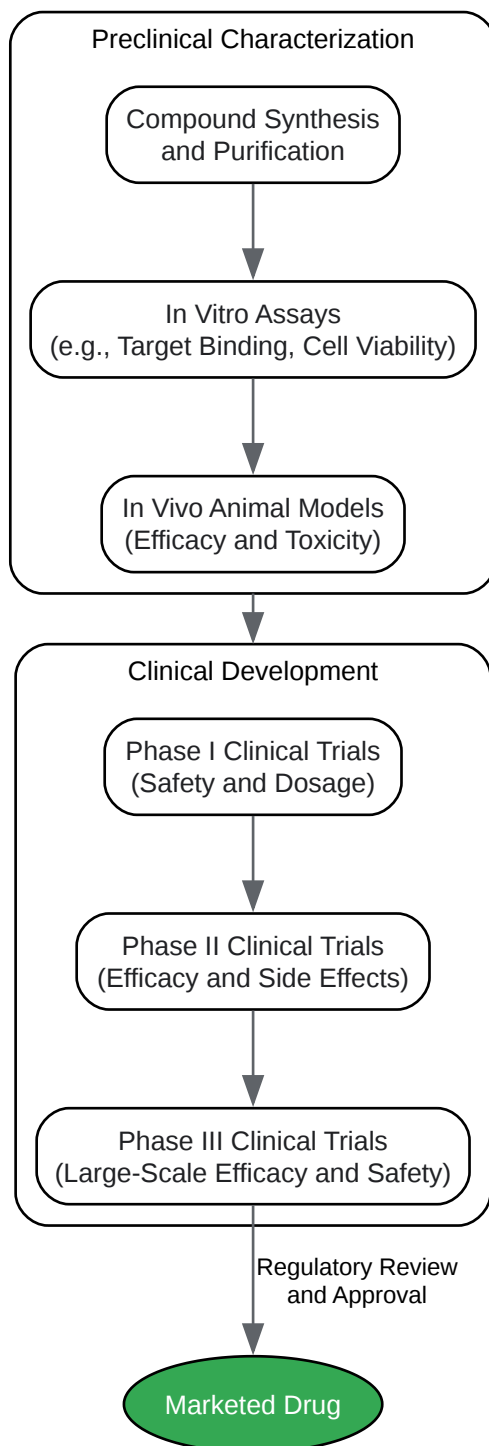 Preclinical Characterization
Compound Synthesis
and Purification
In Vitro Assays
(e.g., Target Binding, Cell Viability)
In Vivo Animal Models
(Efficacy and Toxicity)
Clinical Development
Phase I Clinical Trials
(Safety and Dosage)
Phase II Clinical Trials
(Efficacy and Side Effects)
Phase III Clinical Trials
(Large-Scale Efficacy and Safety)
Regulatory Review
and Approval
Marketed Drug